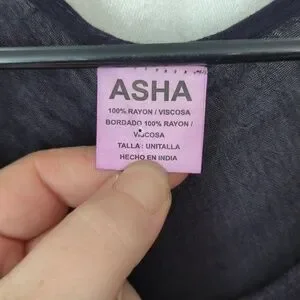 ASHA
100% RAYON / VISCOSA
BORDADO 100% RAYON /
VISCOSA
TALLA : UNITALLA
HECHO EN INDIA